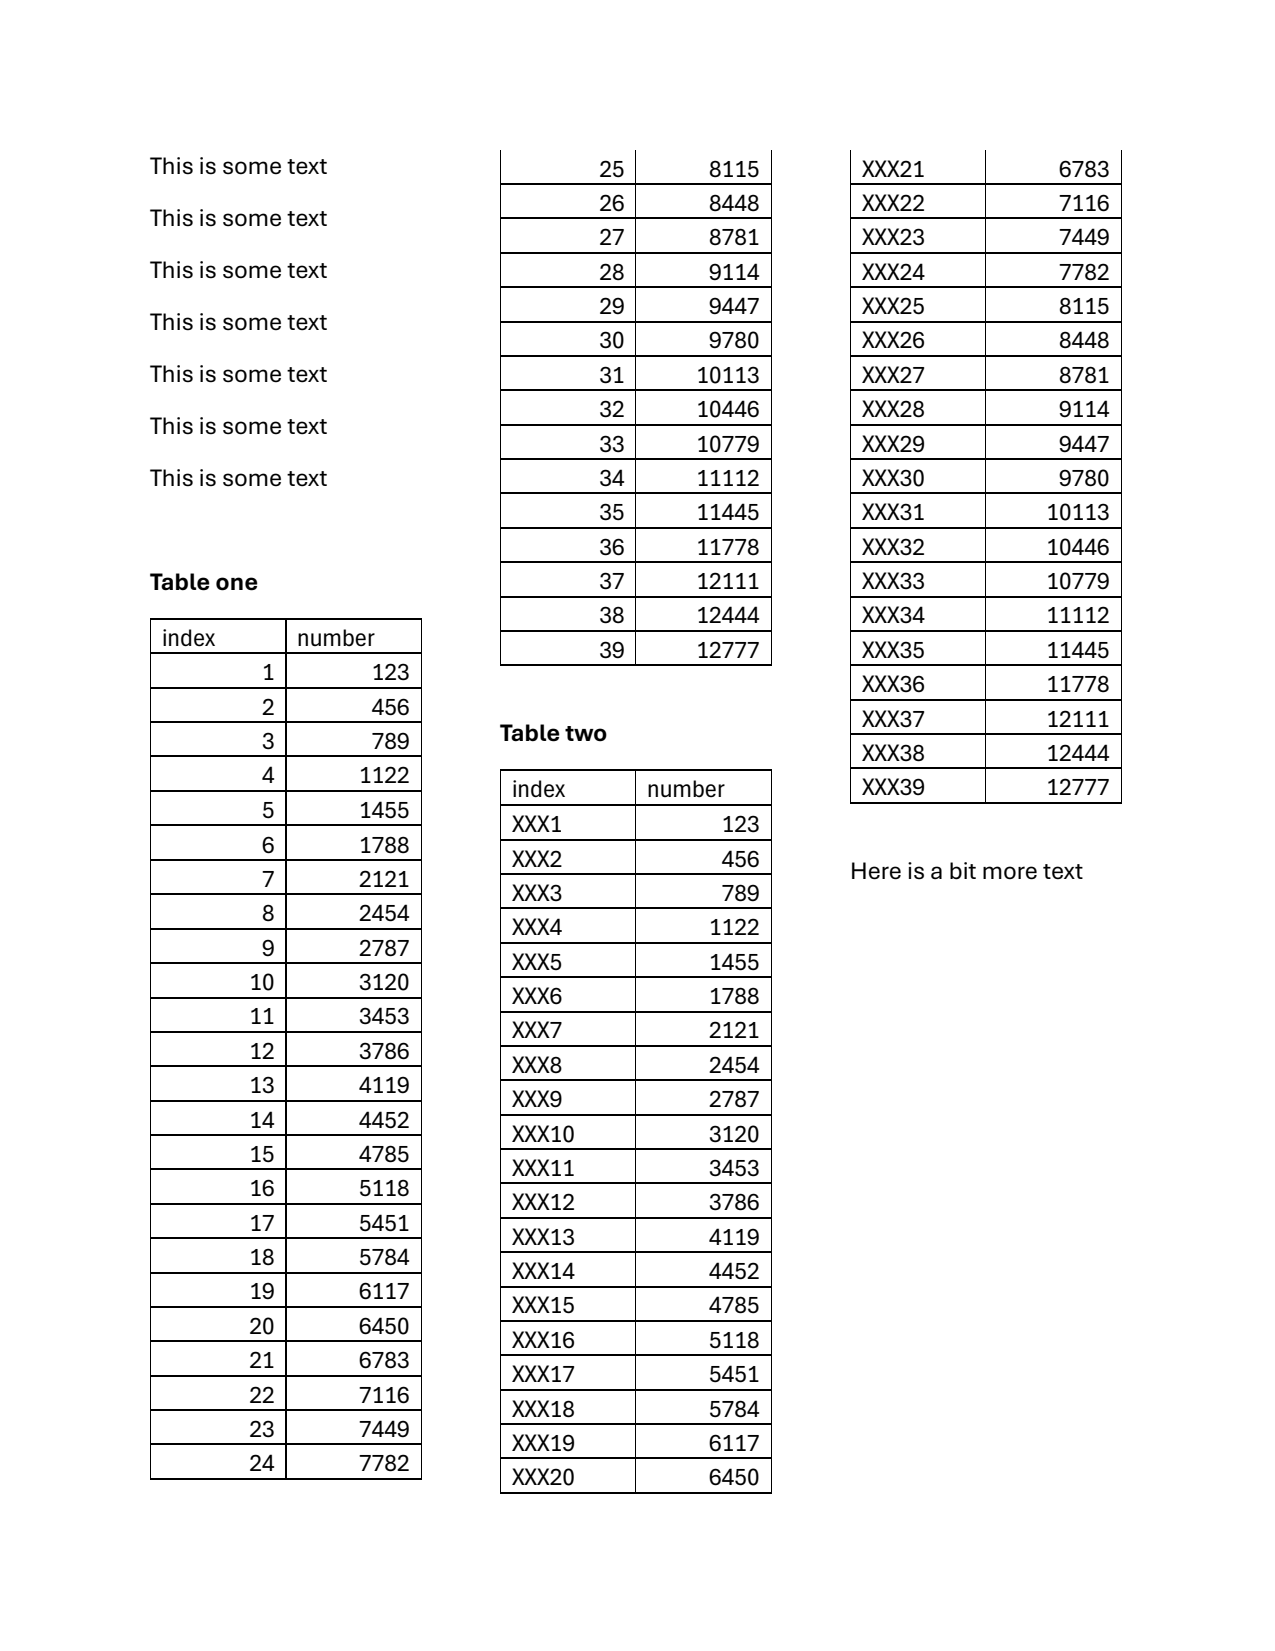 This is some text
This is some text
This is some text
This is some text
This is some text
This is some text
This is some text
Table one
index number
1 123
2 456
3 789
4 1122
5 1455
6 1788
7 2121
8 2454
9 2787
10 3120
11 3453
12 3786
13 4119
14 4452
15 4785
16 5118
17 5451
18 5784
19 6117
20 6450
21 6783
22 7116
23 7449
24 7782
25 8115
26 8448
27 8781
28 9114
29 9447
30 9780
31 10113
32 10446
33 10779
34 11112
35 11445
36 11778
37 12111
38 12444
39 12777
Table two
index number
XXX1 123
XXX2 456
XXX3 789
XXX4 1122
XXX5 1455
XXX6 1788
XXX7 2121
XXX8 2454
XXX9 2787
XXX10 3120
XXX11 3453
XXX12 3786
XXX13 4119
XXX14 4452
XXX15 4785
XXX16 5118
XXX17 5451
XXX18 5784
XXX19 6117
XXX20 6450
XXX21 6783
XXX22 7116
XXX23 7449
XXX24 7782
XXX25 8115
XXX26 8448
XXX27 8781
XXX28 9114
XXX29 9447
XXX30 9780
XXX31 10113
XXX32 10446
XXX33 10779
XXX34 11112
XXX35 11445
XXX36 11778
XXX37 12111
XXX38 12444
XXX39 12777
Here is a bit more text